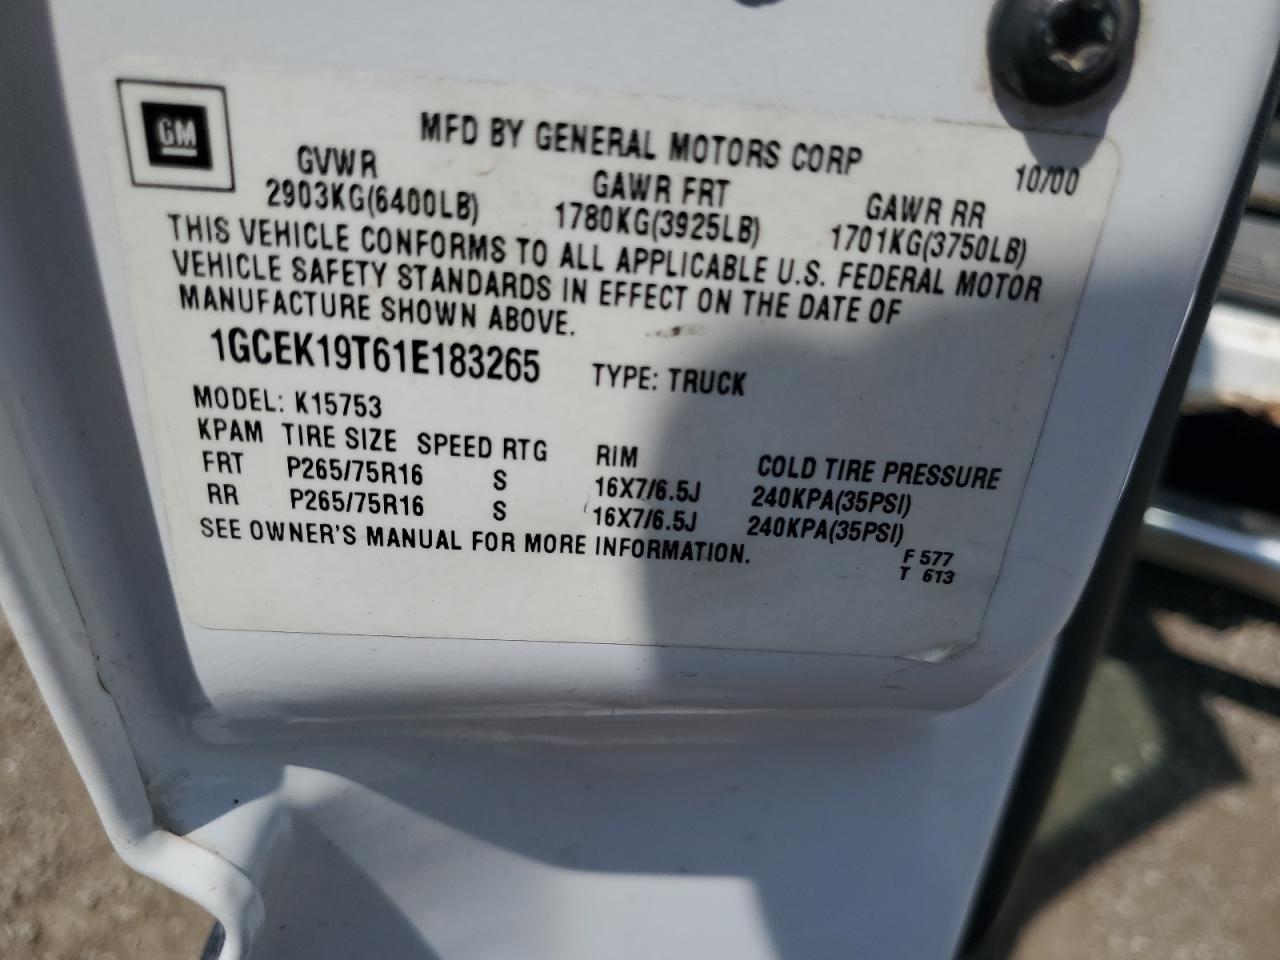 GM
MFD BY GENERAL MOTORS CORP
10/00
GVWR GAWR FRT GAWR RR
2903KG(6400LB) 1780KG(3925LB) 1701KG(3750LB)
THIS VEHICLE CONFORMS TO ALL APPLICABLE U.S. FEDERAL MOTOR
VEHICLE SAFETY STANDARDS IN EFFECT ON THE DATE OF
MANUFACTURE SHOWN ABOVE.
1GCEK19T61E183265 TYPE: TRUCK
MODEL: K15753
KPAM TIRE SIZE SPEED RTG RIM COLD TIRE PRESSURE
FRT P265/75R16 S 16X7/6.5J 240KPA(35PSI)
RR P265/75R16 S 16X7/6.5J 240KPA(35PSI)
SEE OWNER'S MANUAL FOR MORE INFORMATION.
F 577
T 613